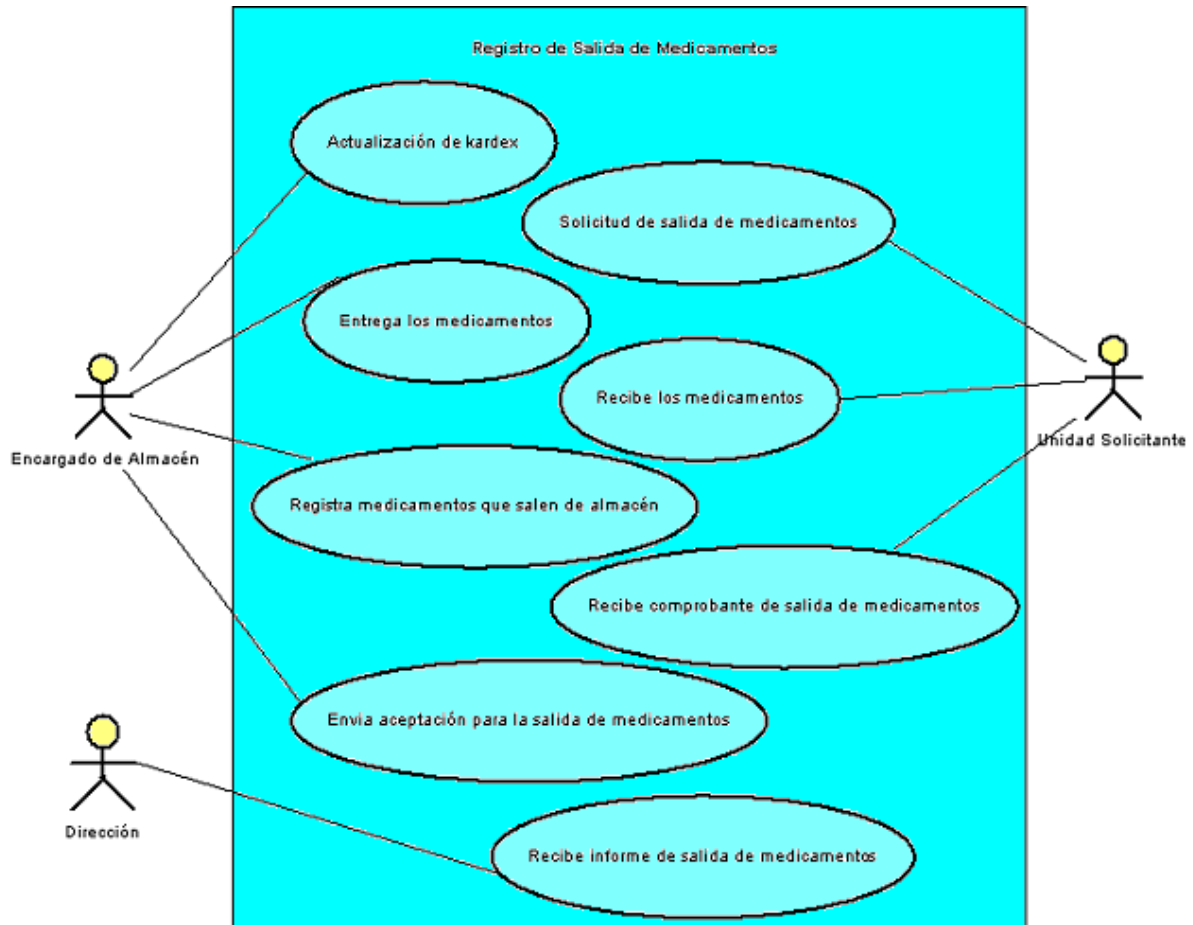 Registro de Salida de Medicamentos
Actualización de kardex
Solicitud de salida de medicamentos
Entrega los medicamentos
Recibe los medicamentos
Encargado de Almacén
Unidad Solicitante
Registra medicamentos que salen de almacén
Recibe comprobante de salida de medicamentos
Envia aceptación para la salida de medicamentos
Dirección
Recibe informe de salida de medicamentos